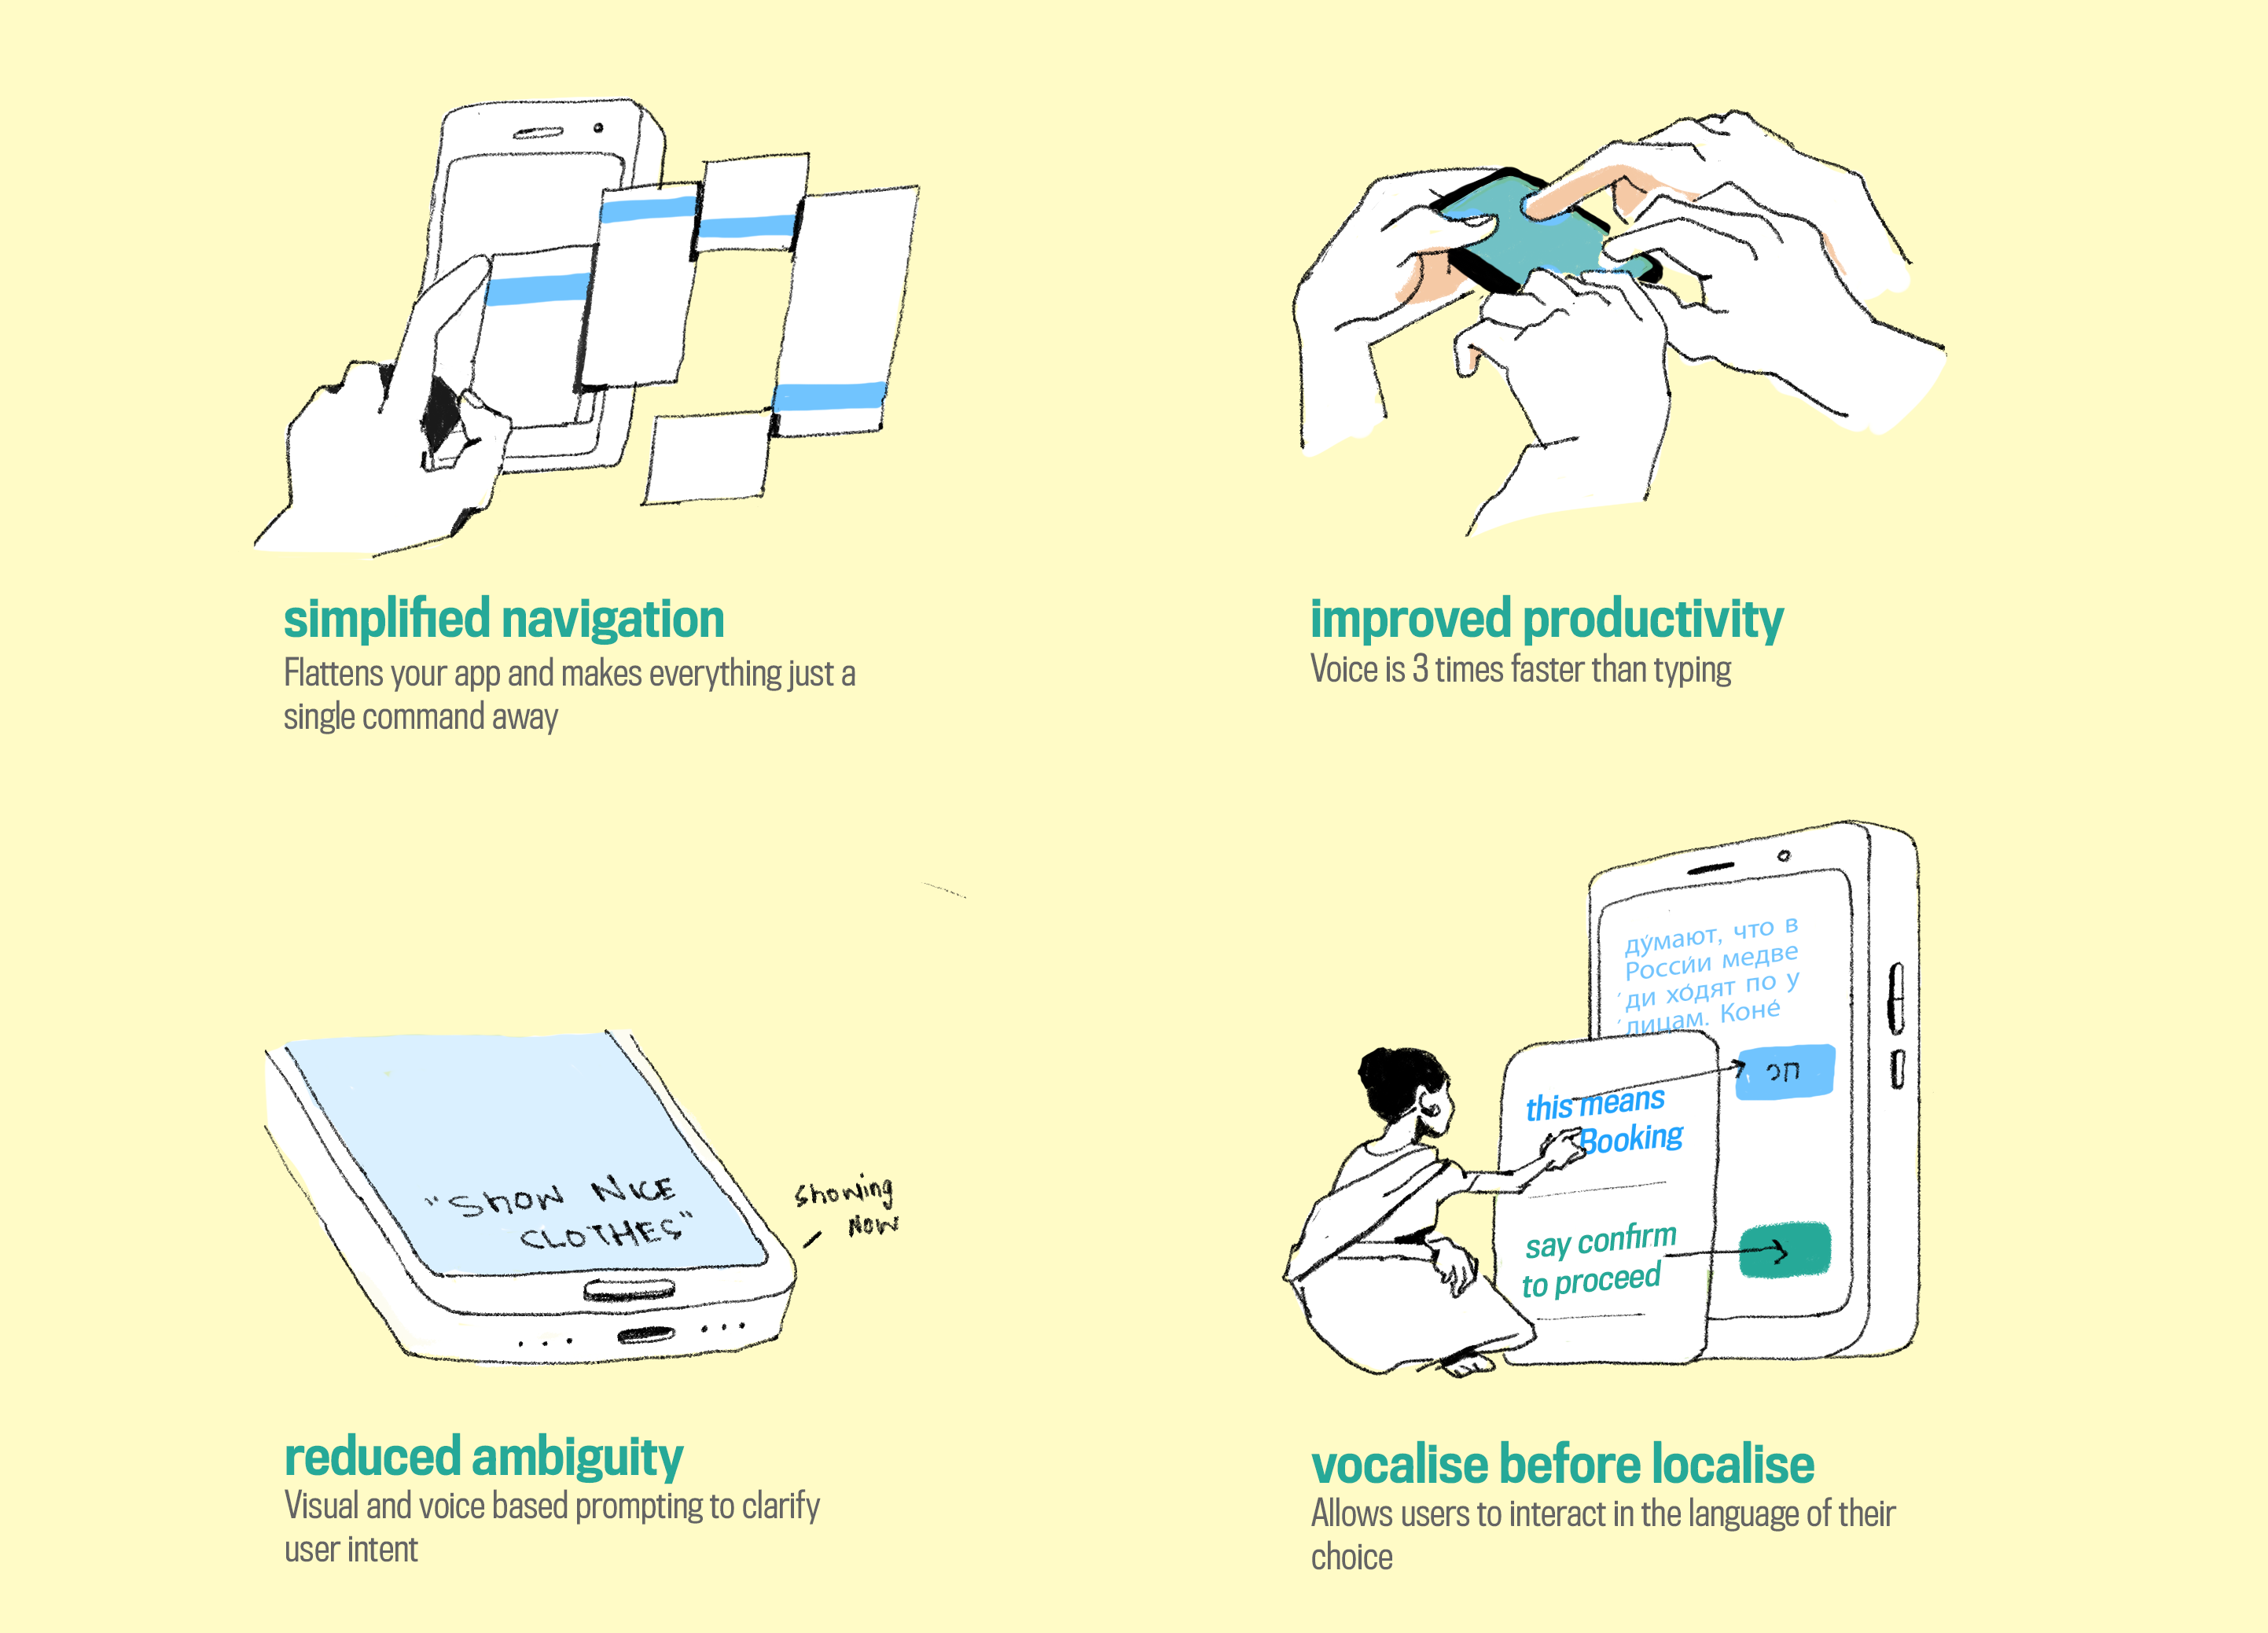 simplified navigation
Flattens your app and makes everything just a
single command away
improved productivity
Voice is 3 times faster than typing
"SHOW NICE
CLOTHES"
showing
NOW
reduced ambiguity
Visual and voice based prompting to clarify
user intent
ду́мают, что в
Росси́и медве
ди хо́дят по у
лицам. Коне́
this means
Booking
say confirm
to proceed
vocalise before localise
Allows users to interact in the language of their
choice